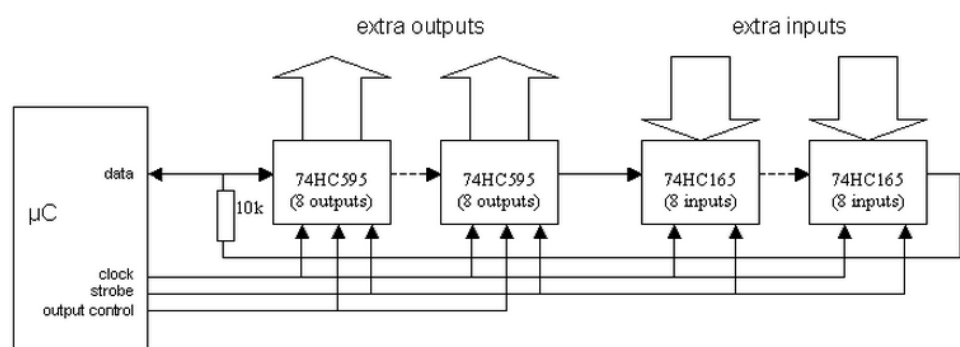 extra outputs
extra inputs
data
µC
10k
74HC595
(8 outputs)
74HC595
(8 outputs)
74HC165
(8 inputs)
74HC165
(8 inputs)
clock
strobe
output control